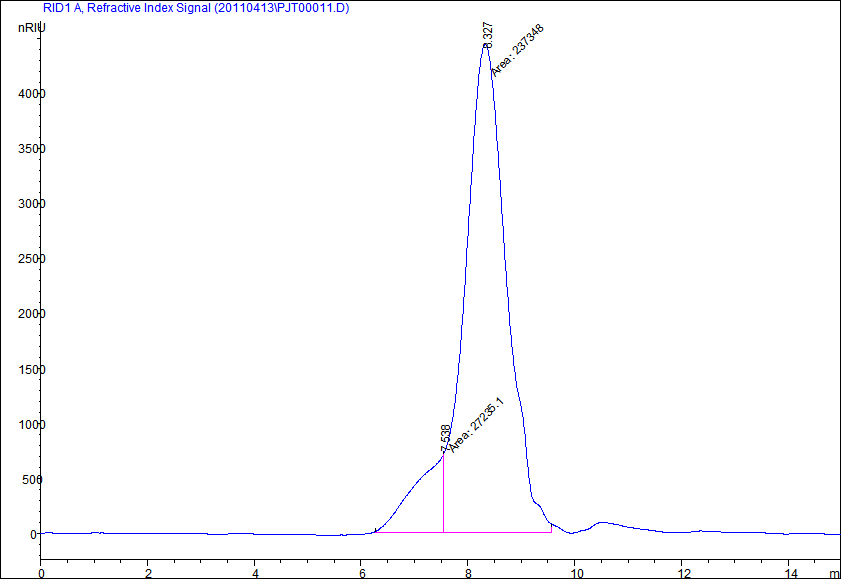 RID1 A, Refractive Index Signal (20110413\PJT00011.D)
nRIU
8.327
Area: 237348
4000
3500
3000
2500
2000
1500
1000
7.538
Area: 27235.1
500
0
0 2 4 6 8 10 12 14 m